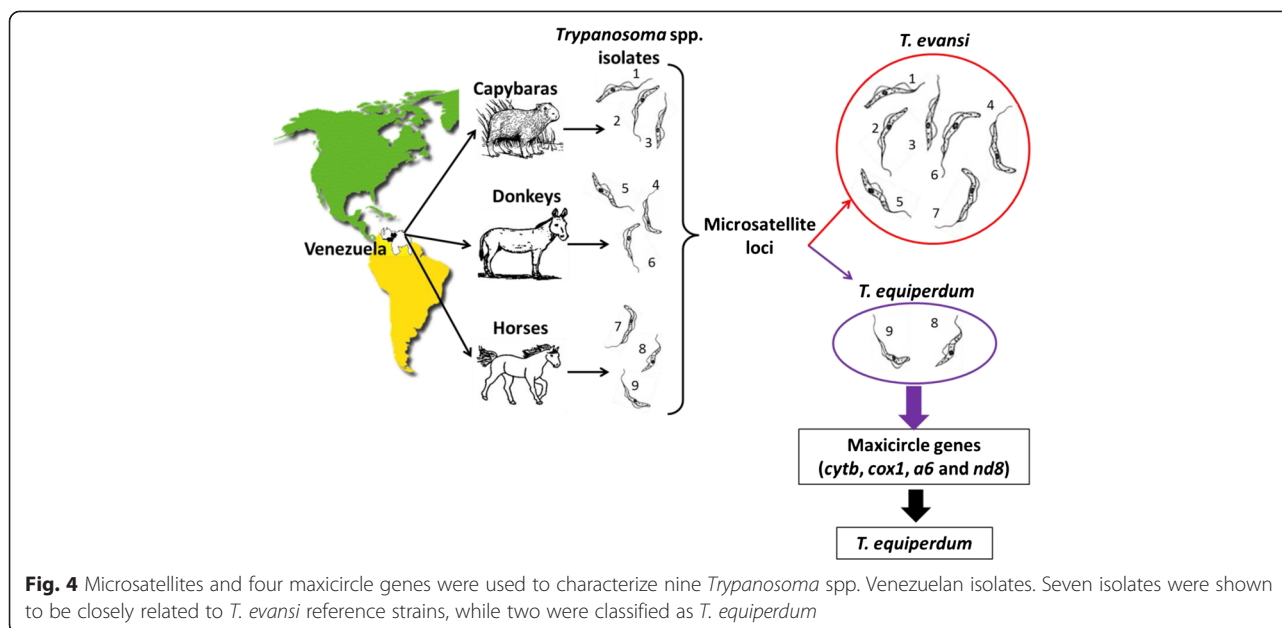 Trypanosoma spp.
isolates
Capybaras
1
2
3
Donkeys
5
4
6
Venezuela
Horses
7
8
9
Microsatellite
loci
T. evansi
1
2
3
4
6
5
7
T. equiperdum
9
8
Maxicircle genes
(cytb, cox1, a6 and nd8)
T. equiperdum
Fig. 4 Microsatellites and four maxicircle genes were used to characterize nine Trypanosoma spp. Venezuelan isolates. Seven isolates were shown
to be closely related to T. evansi reference strains, while two were classified as T. equiperdum